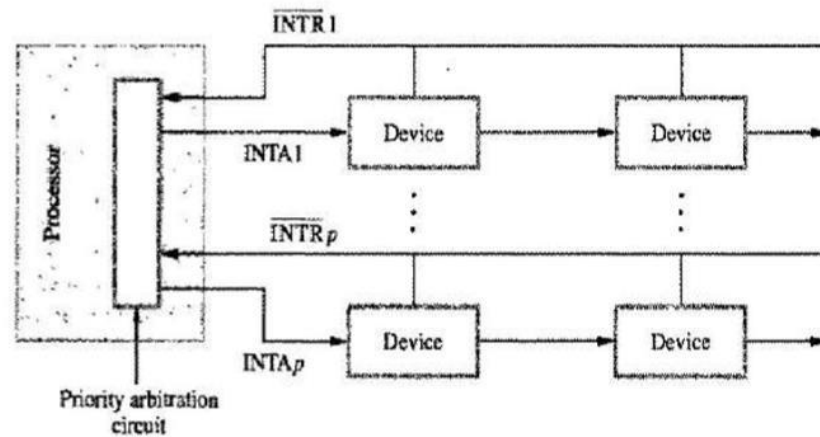 INTR1
Processor
Device
Device
INTA1
INTRp
Device
Device
INTAp
Priority arbitration
circuit